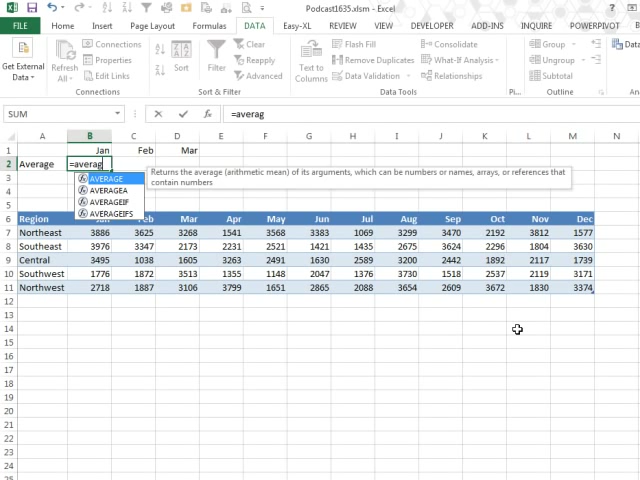 Podcast1635.xlsm - Excel
FILE HOME INSERT PAGE LAYOUT FORMULAS DATA Easy-XL REVIEW VIEW DEVELOPER ADD-INS INQUIRE POWERPIVOT
Get External Data
Refresh All
Connections
Properties
Edit Links
Connections
Sort
Filter
Clear
Reapply
Advanced
Sort & Filter
Text to Columns
Flash Fill
Remove Duplicates
Data Validation
Consolidate
What-If Analysis
Relationships
Data Tools
Pi...
Group
Ungroup
Subtotal
Outline
Data
An
SUM =averag
A B C D E F G H I J K L M N
1 Jan Feb Mar
2 Average =averag
AVERAGE
AVERAGEA
AVERAGEIF
AVERAGEIFS
Returns the average (arithmetic mean) of its arguments, which can be numbers or names, arrays, or references that
contain numbers
3
4
5
6 Region Jan Feb Mar Apr May Jun Jul Aug Sep Oct Nov Dec
7 Northeast 3886 3625 3268 1541 3568 3383 1069 3299 3470 2192 3812 1577
8 Southeast 3976 3347 2173 2231 2521 1421 1435 2675 3624 2296 1804 3630
9 Central 3495 1038 1605 3263 2491 1630 2589 3200 2442 1892 2117 1739
10 Southwest 1776 1872 3513 1355 1148 2047 1376 3730 1518 2537 2119 3171
11 Northwest 2718 1887 3106 3799 1651 2865 2088 3654 2609 3672 1830 3374
12
13
14
15
16
17
18
19
20
21
22
23
24
25